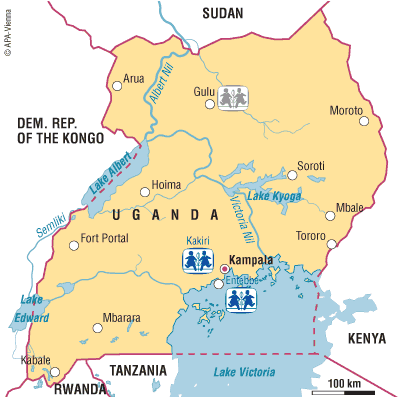 © APA-Vienna
SUDAN
Arua
Albert Nil
Gulu
Moroto
DEM. REP.
OF THE KONGO
Lake Albert
Soroti
Hoima
Lake Kyoga
Semliki
UGANDA
Victoria Nil
Mbale
Fort Portal
Kakiri
Tororo
Kampala
Entebbe
Lake
Edward
Mbarara
KENYA
Kabale
TANZANIA
Lake Victoria
RWANDA
100 km